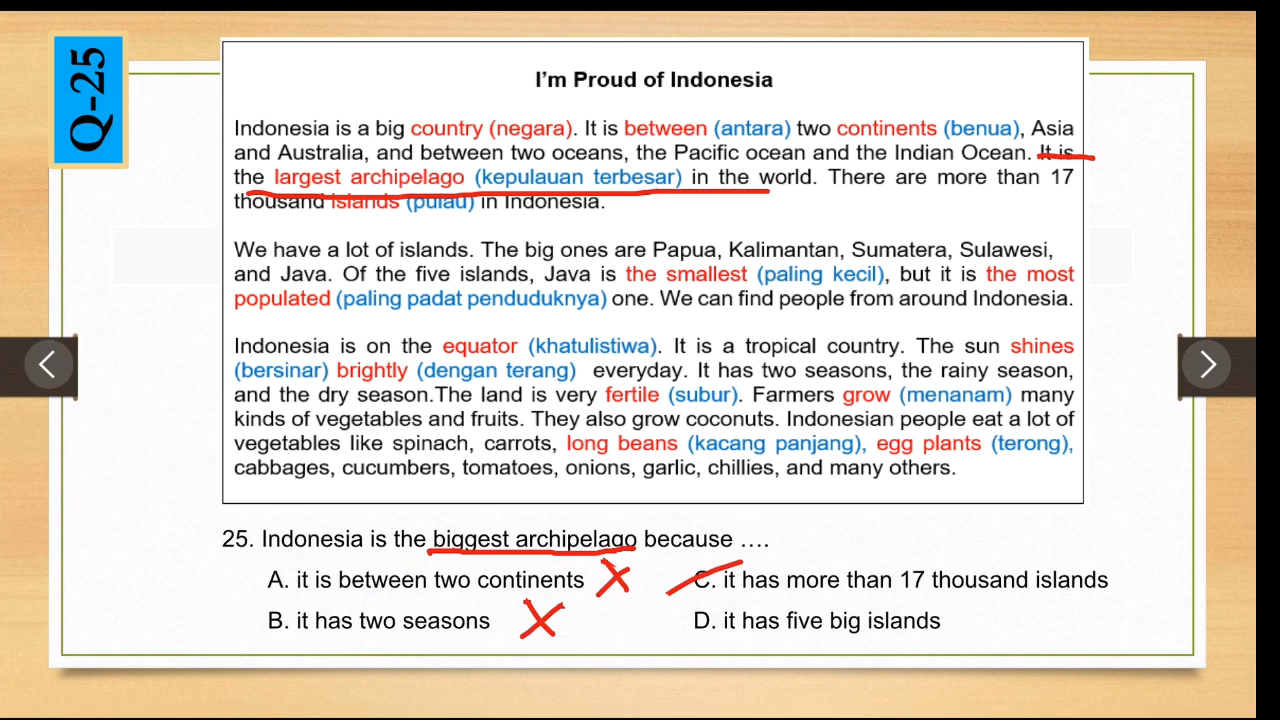 Q-25
I'm Proud of Indonesia
Indonesia is a big country (negara). It is between (antara) two continents (benua), Asia
and Australia, and between two oceans, the Pacific ocean and the Indian Ocean. It is
the largest archipelago (kepulauan terbesar) in the world. There are more than 17
thousand islands (pulau) in Indonesia.
We have a lot of islands. The big ones are Papua, Kalimantan, Sumatera, Sulawesi,
and Java. Of the five islands, Java is the smallest (paling kecil), but it is the most
populated (paling padat penduduknya) one. We can find people from around Indonesia.
Indonesia is on the equator (khatulistiwa). It is a tropical country. The sun shines
(bersinar) brightly (dengan terang) everyday. It has two seasons, the rainy season,
and the dry season.The land is very fertile (subur). Farmers grow (menanam) many
kinds of vegetables and fruits. They also grow coconuts. Indonesian people eat a lot of
vegetables like spinach, carrots, long beans (kacang panjang), egg plants (terong),
cabbages, cucumbers, tomatoes, onions, garlic, chillies, and many others.
25. Indonesia is the biggest archipelago because ....
A. it is between two continents
B. it has two seasons
C. it has more than 17 thousand islands
D. it has five big islands